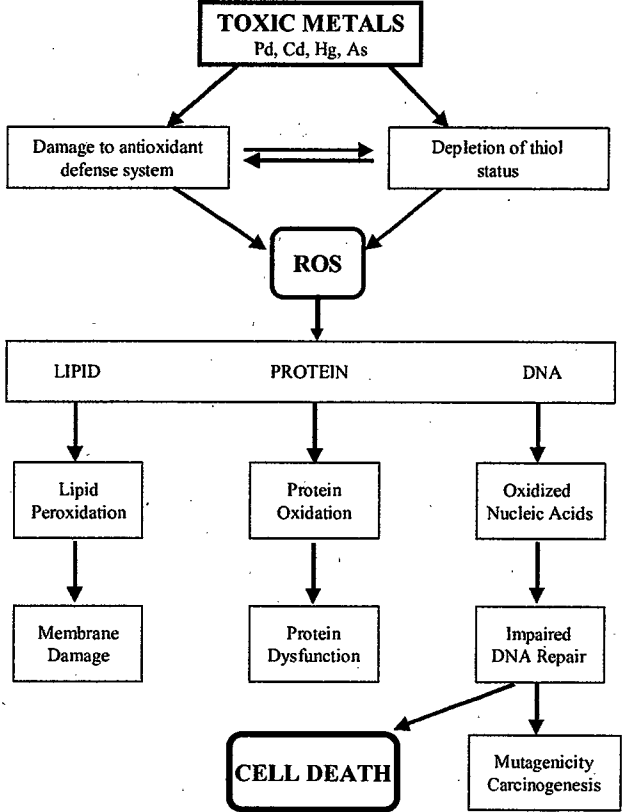 TOXIC METALS
Pd, Cd, Hg, As
Damage to antioxidant
defense system
Depletion of thiol
status
ROS
LIPID PROTEIN DNA
Lipid
Peroxidation
Protein
Oxidation
Oxidized
Nucleic Acids
Membrane
Damage
Protein
Dysfunction
Impaired
DNA Repair
CELL DEATH
Mutagenicity
Carcinogenesis